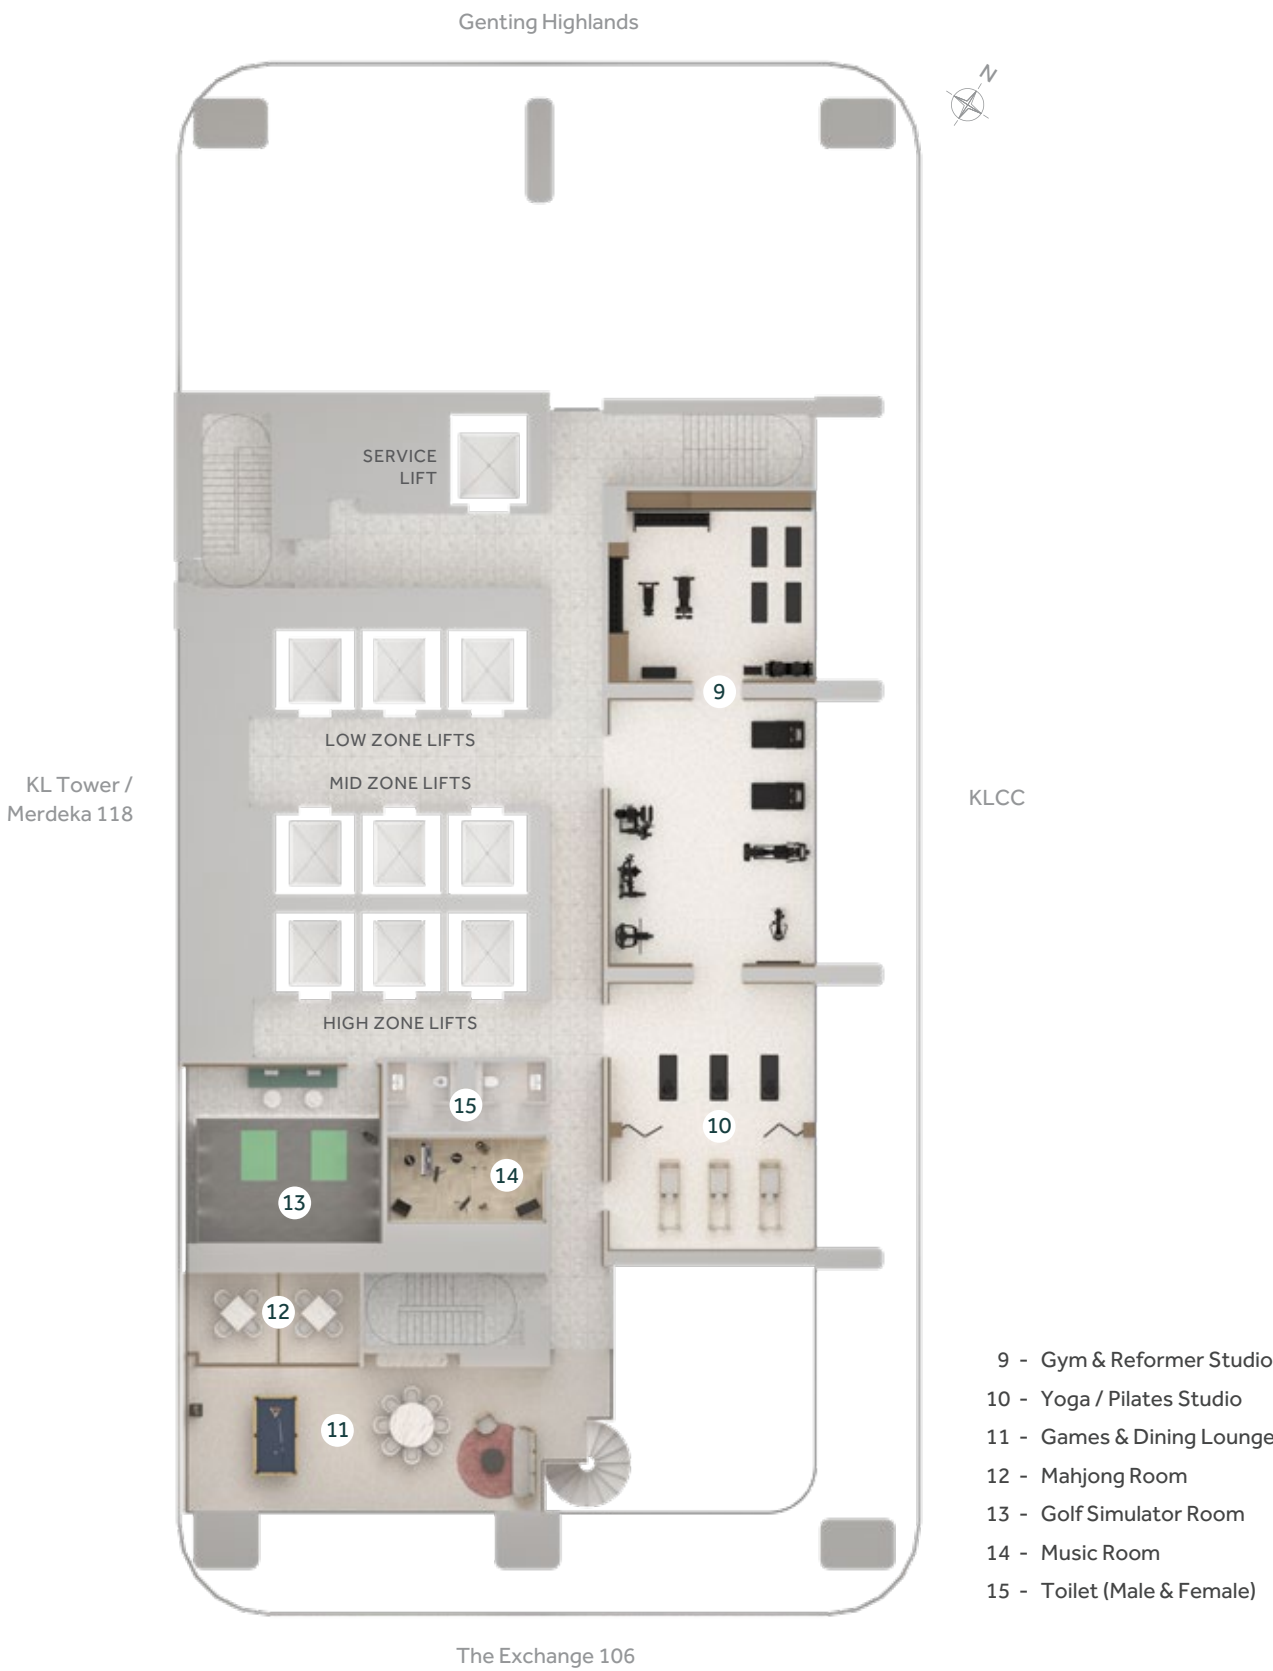 Genting Highlands
N
SERVICE
LIFT
9
LOW ZONE LIFTS
MID ZONE LIFTS
KL Tower /
Merdeka 118
KLCC
HIGH ZONE LIFTS
15
10
14
13
12
11
9 - Gym & Reformer Studio
10 - Yoga / Pilates Studio
11 - Games & Dining Lounge
12 - Mahjong Room
13 - Golf Simulator Room
14 - Music Room
15 - Toilet (Male & Female)
The Exchange 106